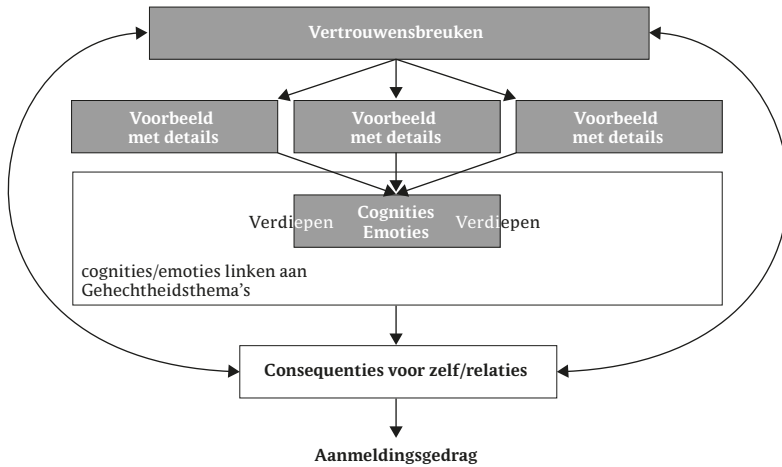 Vertrouwensbreuken
Voorbeeld
met details
Voorbeeld
met details
Voorbeeld
met details
Verdiepen
Cognities
Emoties
Verdiepen
cognities/emoties linken aan
Gehechtheidsthema's
Consequenties voor zelf/relaties
Aanmeldingsgedrag